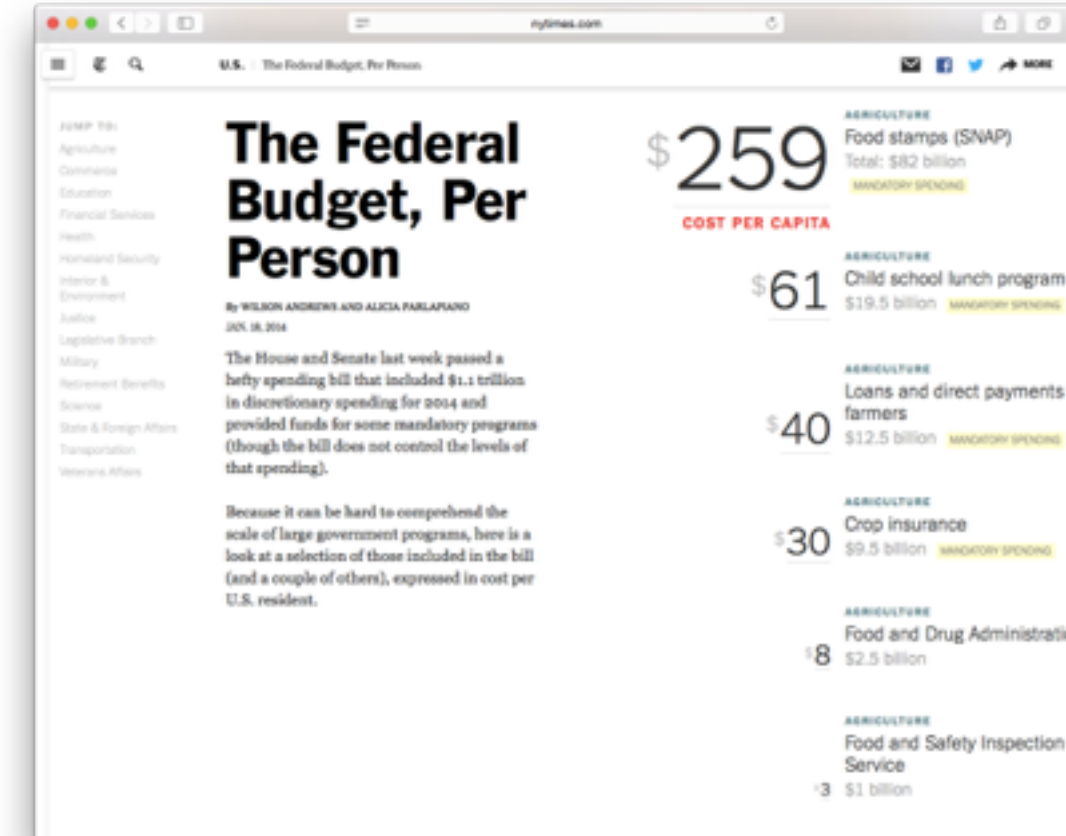 nytimes.com
U.S. The Federal Budget, Per Person
MORE
JUMP TO:
Agriculture
Commerce
Education
Financial Services
Health
Homeland Security
Interior &
Environment
Justice
Legislative Branch
Military
Retirement Benefits
Science
State & Foreign Affairs
Transportation
Veterans Affairs
The Federal
Budget, Per
Person
By WILSON ANDREWS AND ALICIA PARLAPIANO
JAN. 18, 2014
The House and Senate last week passed a
hefty spending bill that included $1.1 trillion
in discretionary spending for 2014 and
provided funds for some mandatory programs
(though the bill does not control the levels of
that spending).
Because it can be hard to comprehend the
scale of large government programs, here is a
look at a selection of those included in the bill
(and a couple of others), expressed in cost per
U.S. resident.
$259
COST PER CAPITA
AGRICULTURE
Food stamps (SNAP)
Total: $82 billion
MANDATORY SPENDING
$61
AGRICULTURE
Child school lunch program
$19.5 billion MANDATORY SPENDING
$40
AGRICULTURE
Loans and direct payments
farmers
$12.5 billion MANDATORY SPENDING
$30
AGRICULTURE
Crop insurance
$9.5 billion MANDATORY SPENDING
$8
AGRICULTURE
Food and Drug Administratio
$2.5 billion
$3
AGRICULTURE
Food and Safety Inspection
Service
$1 billion